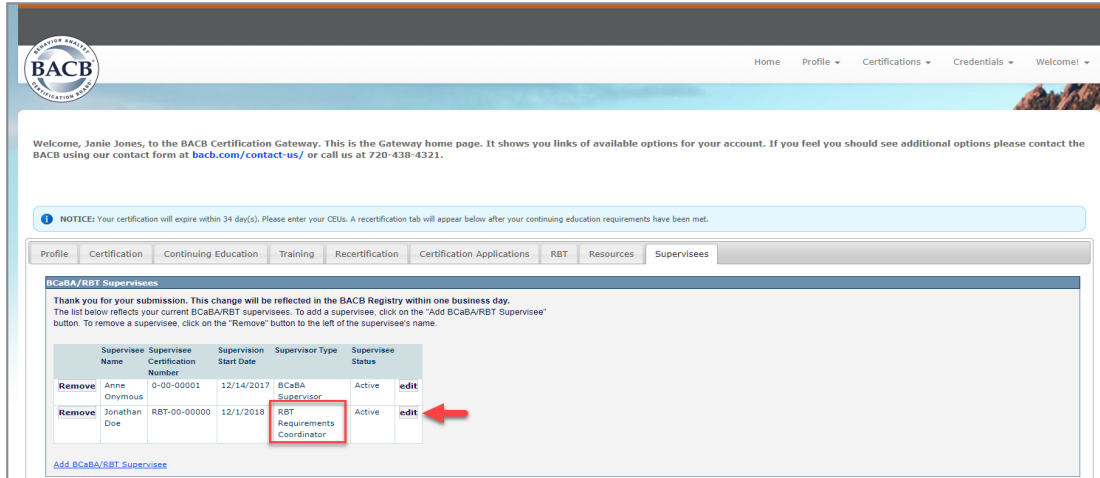 BEHAVIOR ANALYST
BACB
CERTIFICATION BOARD
Home Profile Certifications Credentials Welcome!
Welcome, Janie Jones, to the BACB Certification Gateway. This is the Gateway home page. It shows you links of available options for your account. If you feel you should see additional options please contact the
BACB using our contact form at bacb.com/contact-us/ or call us at 720-438-4321.
NOTICE: Your certification will expire within 34 day(s). Please enter your CEUs. A recertification tab will appear below after your continuing education requirements have been met.
Profile Certification Continuing Education Training Recertification Certification Applications RBT Resources Supervisees
BCaBA/RBT Supervisees
Thank you for your submission. This change will be reflected in the BACB Registry within one business day.
The list below reflects your current BCaBA/RBT supervisees. To add a supervisee, click on the "Add BCaBA/RBT Supervisee"
button. To remove a supervisee, click on the "Remove" button to the left of the supervisee's name.
Supervisee Supervisee Supervision Supervisor Type Supervisee
Name Certification Start Date Status
Number
Remove Anne 0-00-00001 12/14/2017 BCaBA Active edit
Onymous Supervisor
Remove Jonathan RBT-00-00000 12/1/2018 RBT Active edit
Doe Requirements
Coordinator
Add BCaBA/RBT Supervisee